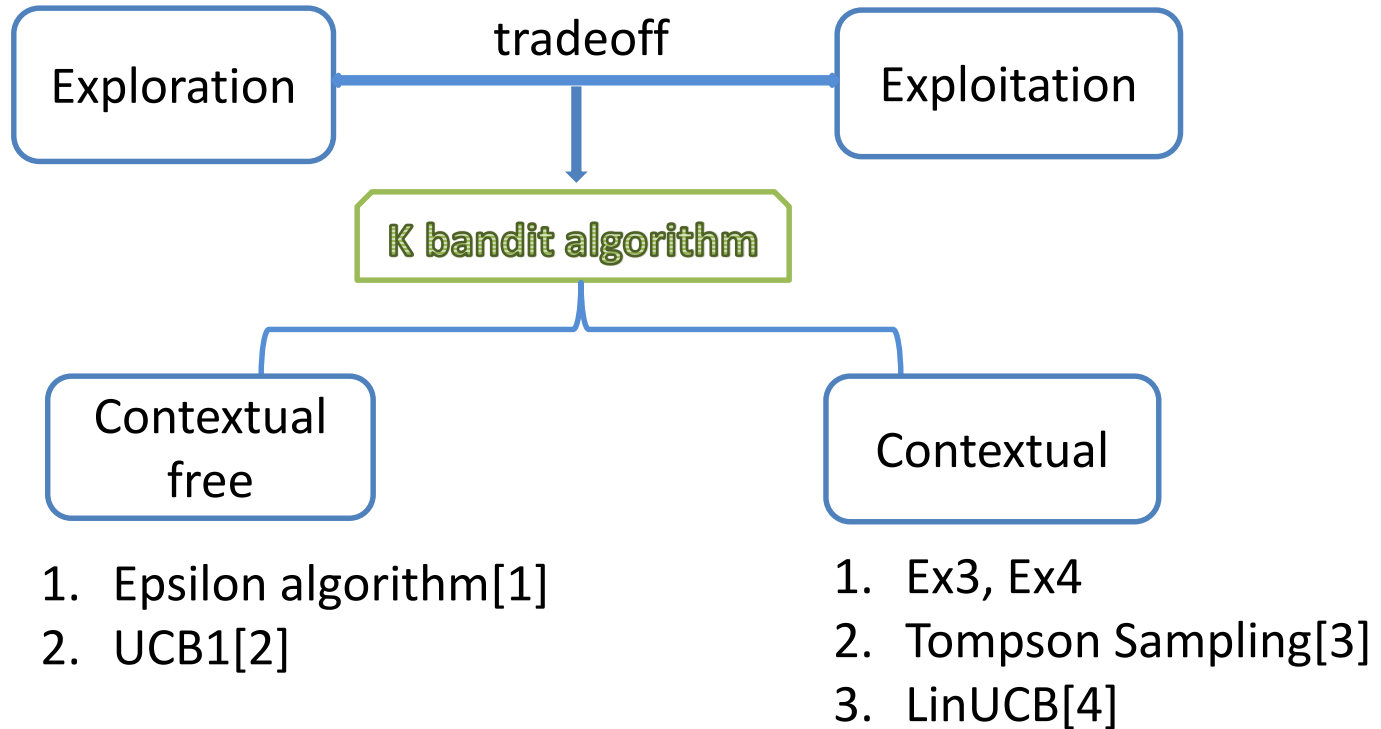 tradeoff
Exploration
Exploitation
K bandit algorithm
Contextual
free
1. Epsilon algorithm[1]
2. UCB1[2]
Contextual
1. Ex3, Ex4
2. Tompson Sampling[3]
3. LinUCB[4]